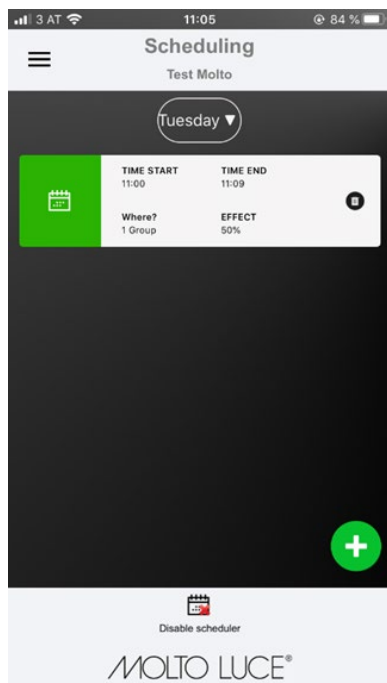 3 AT 11:05 84 %
Scheduling
Test Molto
Tuesday ▼
TIME START TIME END
11:00 11:09
Where? EFFECT
1 Group 50%
Disable scheduler
MOLTO LUCE®